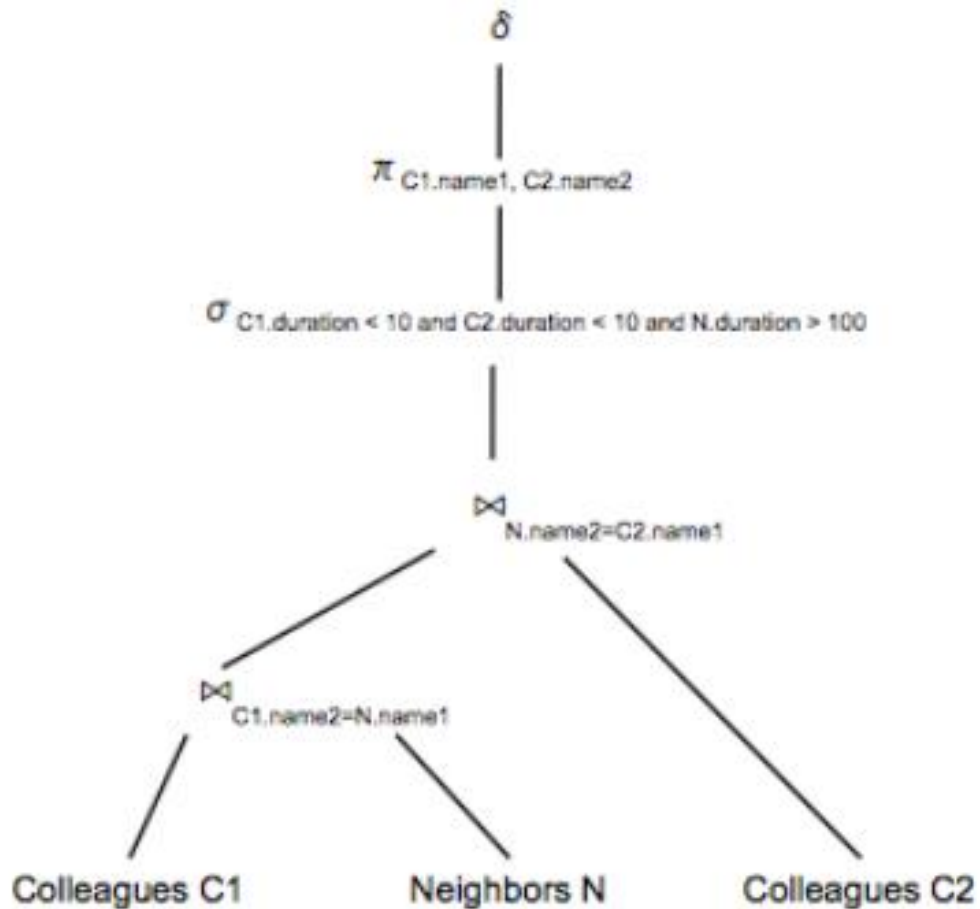 δ
π C1.name1, C2.name2
σ C1.duration < 10 and C2.duration < 10 and N.duration > 100
⋈ N.name2=C2.name1
⋈ C1.name2=N.name1
Colleagues C1 Neighbors N Colleagues C2